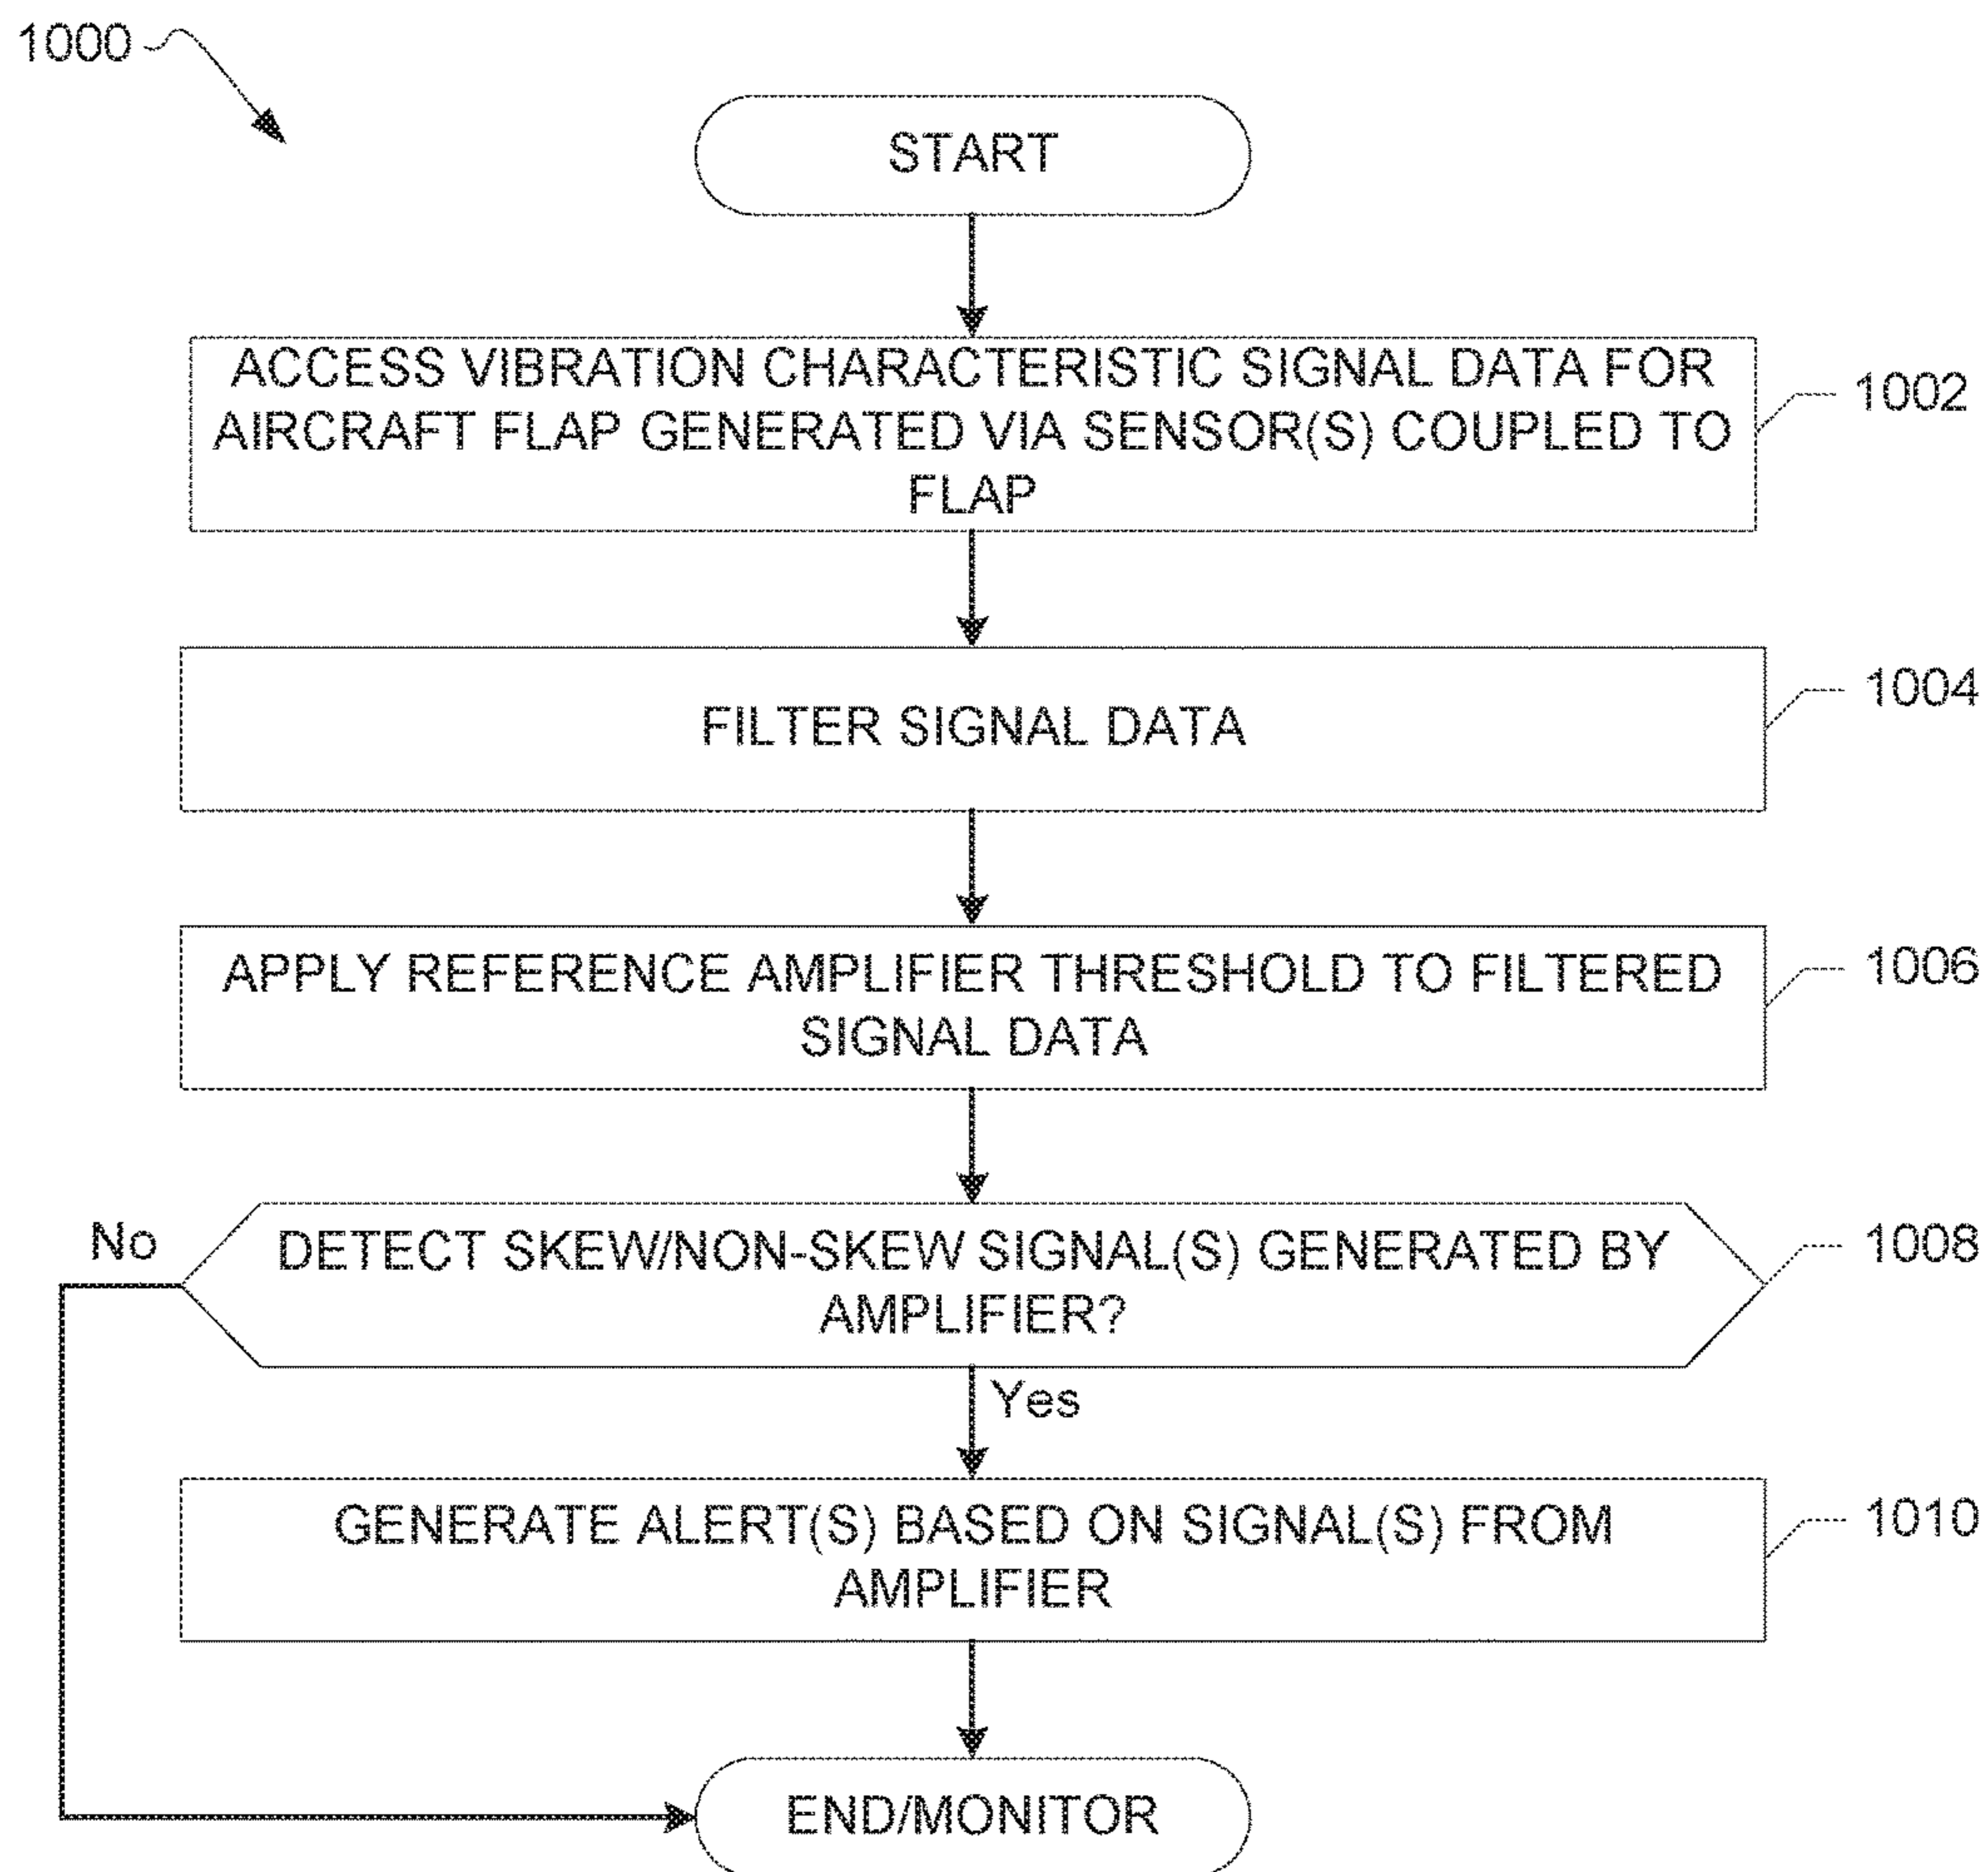 1000
START
ACCESS VIBRATION CHARACTERISTIC SIGNAL DATA FOR
AIRCRAFT FLAP GENERATED VIA SENSOR(S) COUPLED TO
FLAP
1002
FILTER SIGNAL DATA
1004
APPLY REFERENCE AMPLIFIER THRESHOLD TO FILTERED
SIGNAL DATA
1006
No
DETECT SKEW/NON-SKEW SIGNAL(S) GENERATED BY
AMPLIFIER?
1008
Yes
GENERATE ALERT(S) BASED ON SIGNAL(S) FROM
AMPLIFIER
1010
END/MONITOR